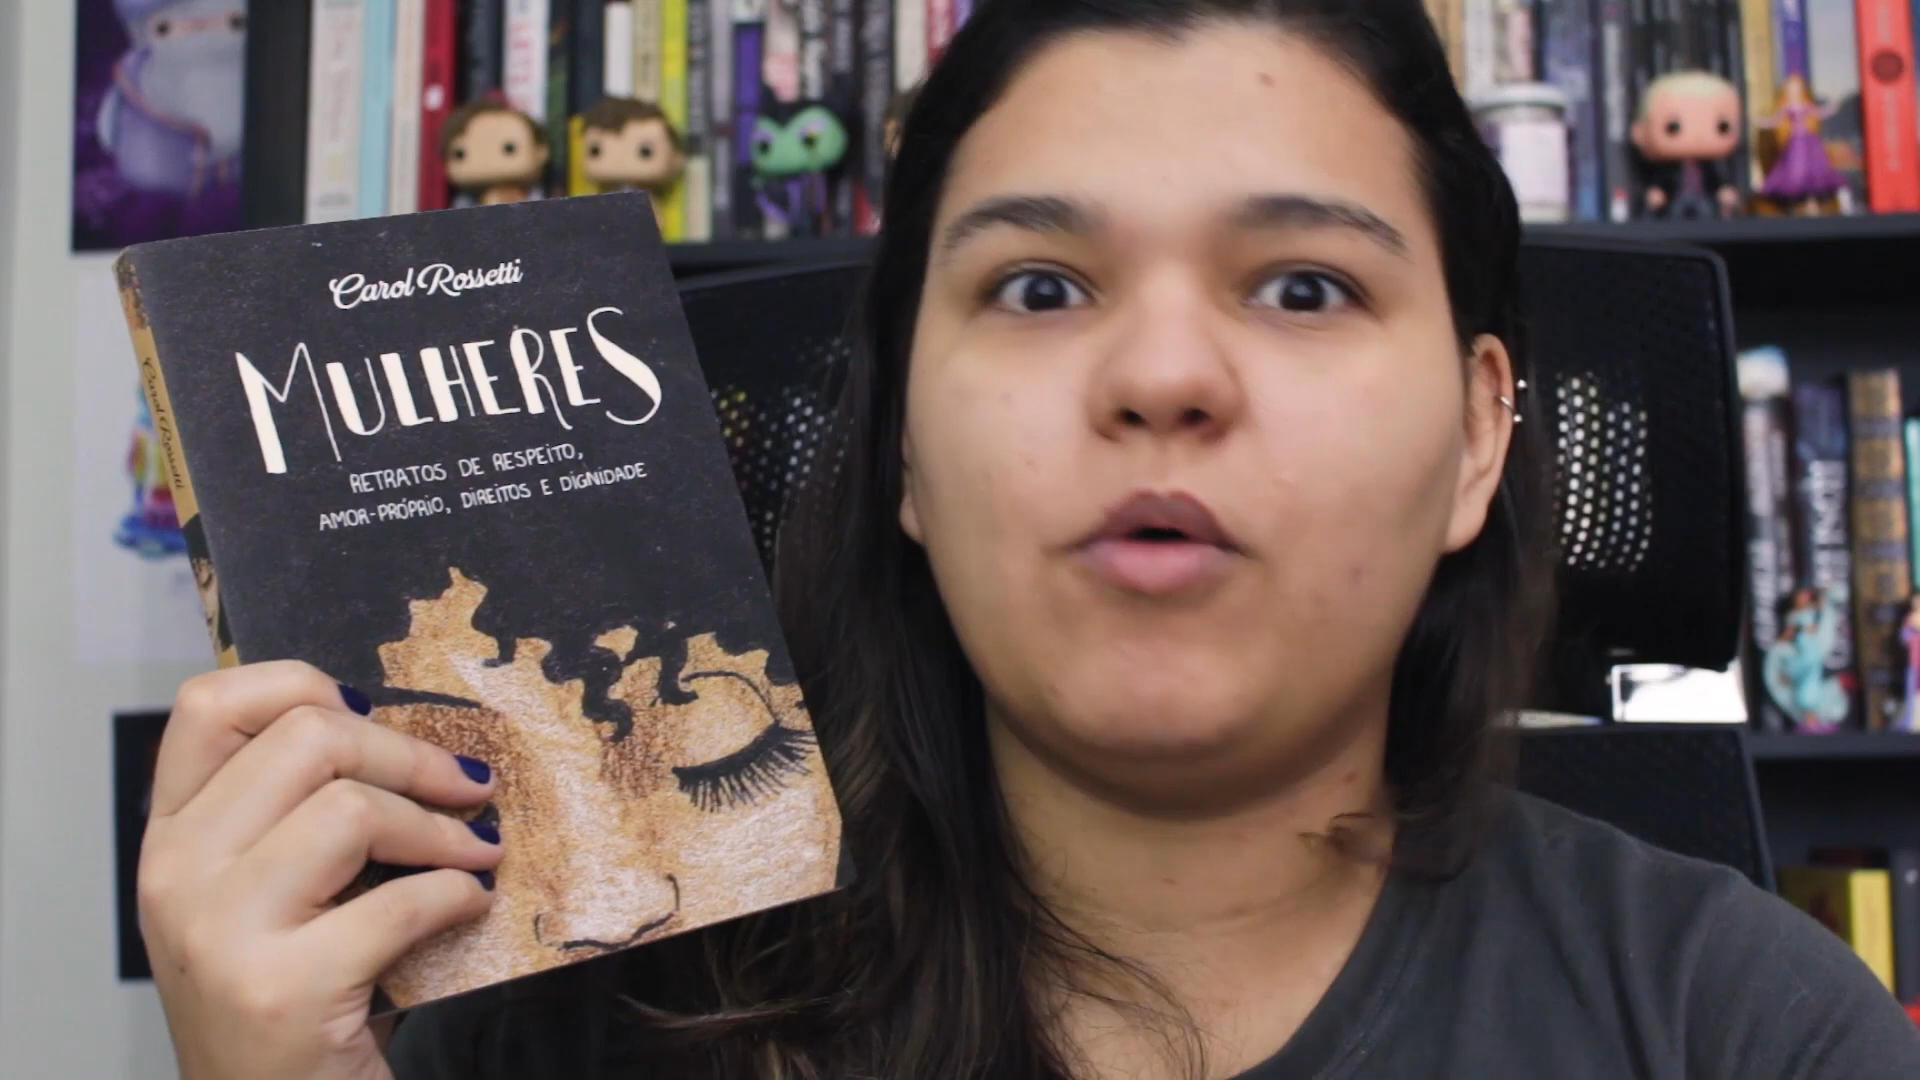 Carol Rossetti
MULHERES
RETRATOS DE RESPEITO,
AMOR-PRÓPRIO, DIREITOS E DIGNIDADE
Carol Rossetti